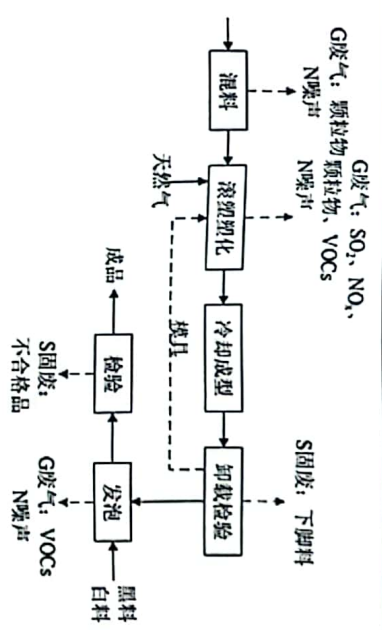 G废气：颗粒物
N噪声
混料
G废气：SO₂、NOₓ、
颗粒物、VOCs
N噪声
天然气
滚塑塑化
冷却成型
模具
S固废：下脚料
卸载检验
黑料
白料
发泡
G废气：VOCs
N噪声
检验
S固废：
不合格品
成品